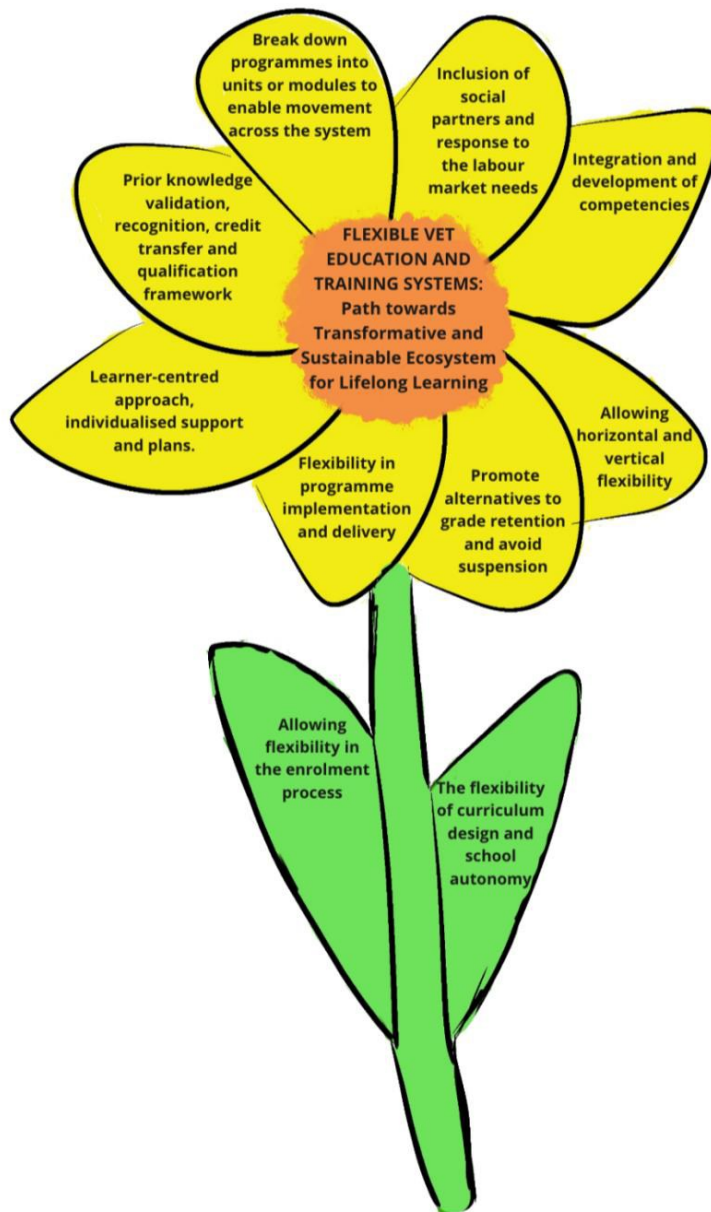 Break down
programmes into
units or modules to
enable movement
across the system
Inclusion of
social
partners and
response to
the labour
market needs
Integration and
development of
competencies
Prior knowledge
validation,
recognition, credit
transfer and
qualification
framework
FLEXIBLE VET
EDUCATION AND
TRAINING SYSTEMS:
Path towards
Transformative and
Sustainable Ecosystem
for Lifelong Learning
Learner-centred
approach,
individualised support
and plans.
Flexibility in
programme
implementation
and delivery
Promote
alternatives to
grade retention
and avoid
suspension
Allowing
horizontal and
vertical
flexibility
Allowing
flexibility in
the enrolment
process
The flexibility
of curriculum
design and
school
autonomy